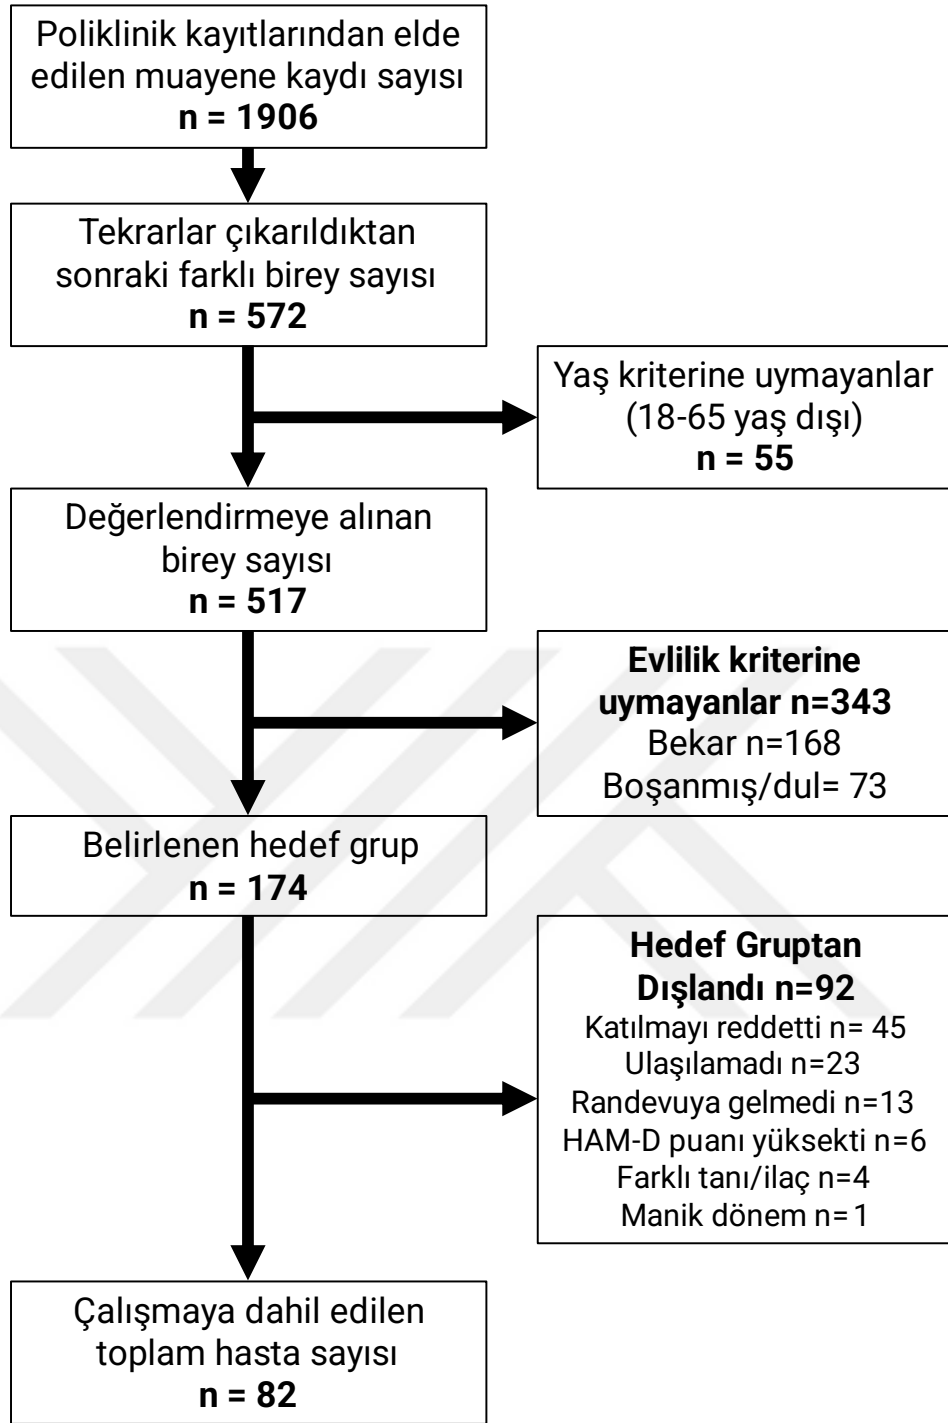 Poliklinik kayıtlarından elde
edilen muayene kaydı sayısı
n = 1906
Tekrarlar çıkarıldıktan
sonraki farklı birey sayısı
n = 572
Yaş kriterine uymayanlar
(18-65 yaş dışı)
n = 55
Değerlendirmeye alınan
birey sayısı
n = 517
Evlilik kriterine
uymayanlar n=343
Bekar n=168
Boşanmış/dul= 73
Belirlenen hedef grup
n = 174
Hedef Gruptan
Dışlandı n=92
Katılmayı reddetti n= 45
Ulaşılamadı n=23
Randevuya gelmedi n=13
HAM-D puanı yüksekti n=6
Farklı tanı/ilaç n=4
Manik dönem n= 1
Çalışmaya dahil edilen
toplam hasta sayısı
n = 82